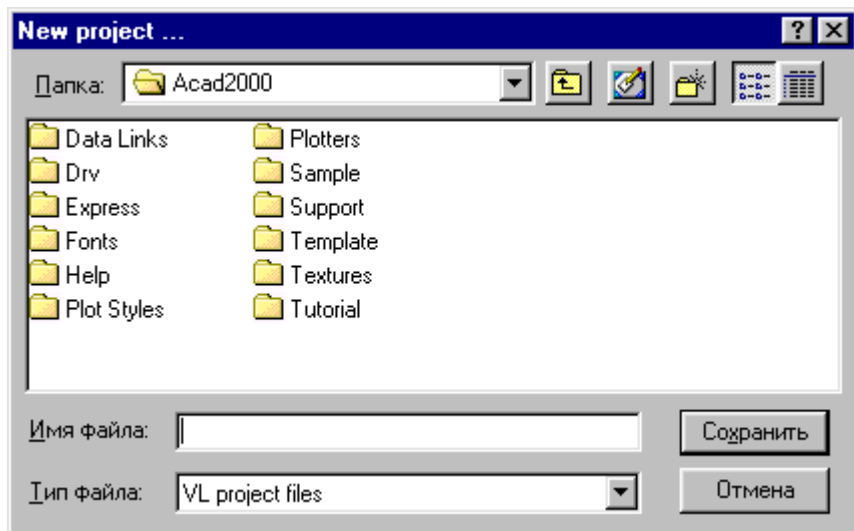 New project ...
Папка: Acad2000
Data Links Plotters
Drv Sample
Express Support
Fonts Template
Help Textures
Plot Styles Tutorial
Имя файла: Сохранить
Тип файла: VL project files Отмена